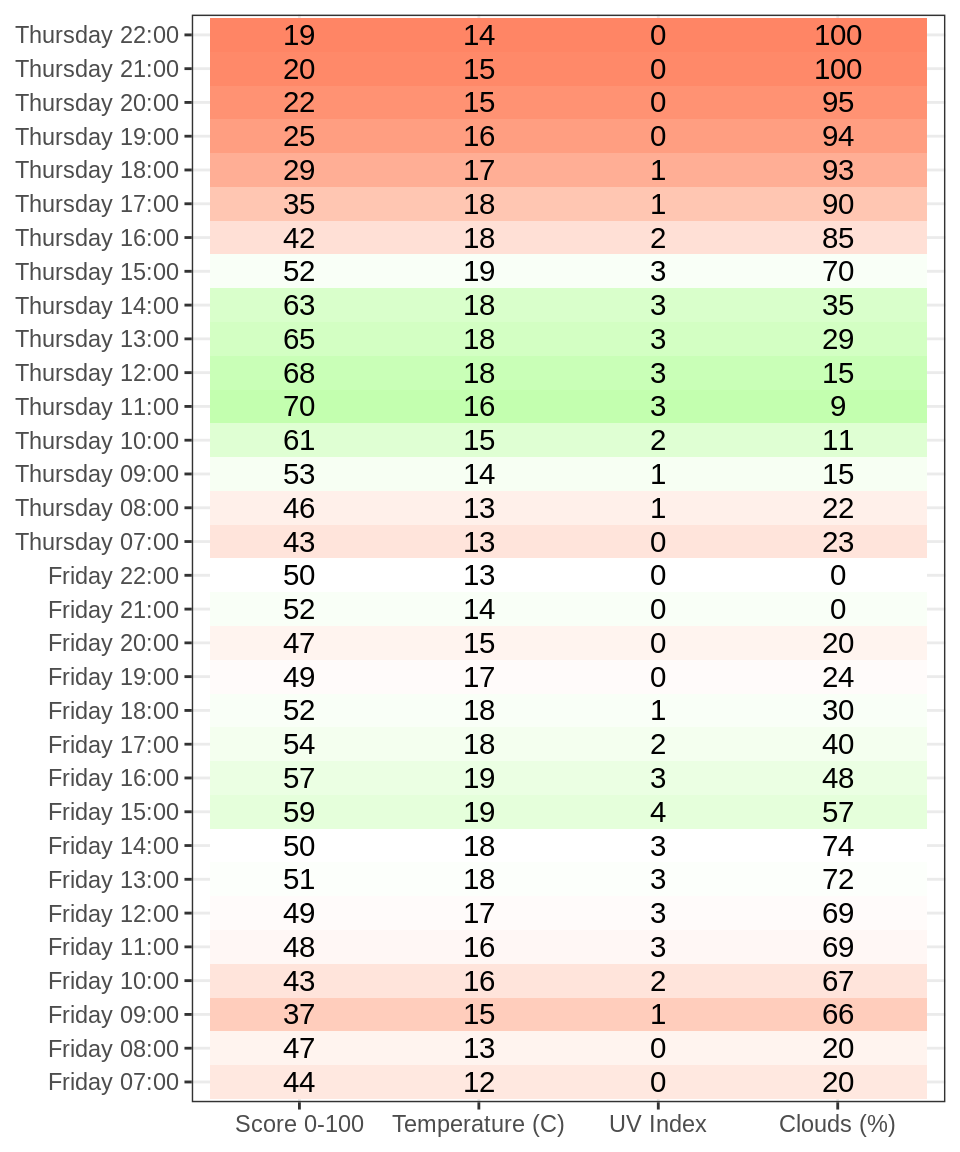 Thursday 22:00 19 14 0 100
Thursday 21:00 20 15 0 100
Thursday 20:00 22 15 0 95
Thursday 19:00 25 16 0 94
Thursday 18:00 29 17 1 93
Thursday 17:00 35 18 1 90
Thursday 16:00 42 18 2 85
Thursday 15:00 52 19 3 70
Thursday 14:00 63 18 3 35
Thursday 13:00 65 18 3 29
Thursday 12:00 68 18 3 15
Thursday 11:00 70 16 3 9
Thursday 10:00 61 15 2 11
Thursday 09:00 53 14 1 15
Thursday 08:00 46 13 1 22
Thursday 07:00 43 13 0 23
Friday 22:00 50 13 0 0
Friday 21:00 52 14 0 0
Friday 20:00 47 15 0 20
Friday 19:00 49 17 0 24
Friday 18:00 52 18 1 30
Friday 17:00 54 18 2 40
Friday 16:00 57 19 3 48
Friday 15:00 59 19 4 57
Friday 14:00 50 18 3 74
Friday 13:00 51 18 3 72
Friday 12:00 49 17 3 69
Friday 11:00 48 16 3 69
Friday 10:00 43 16 2 67
Friday 09:00 37 15 1 66
Friday 08:00 47 13 0 20
Friday 07:00 44 12 0 20
Score 0-100 Temperature (C) UV Index Clouds (%)